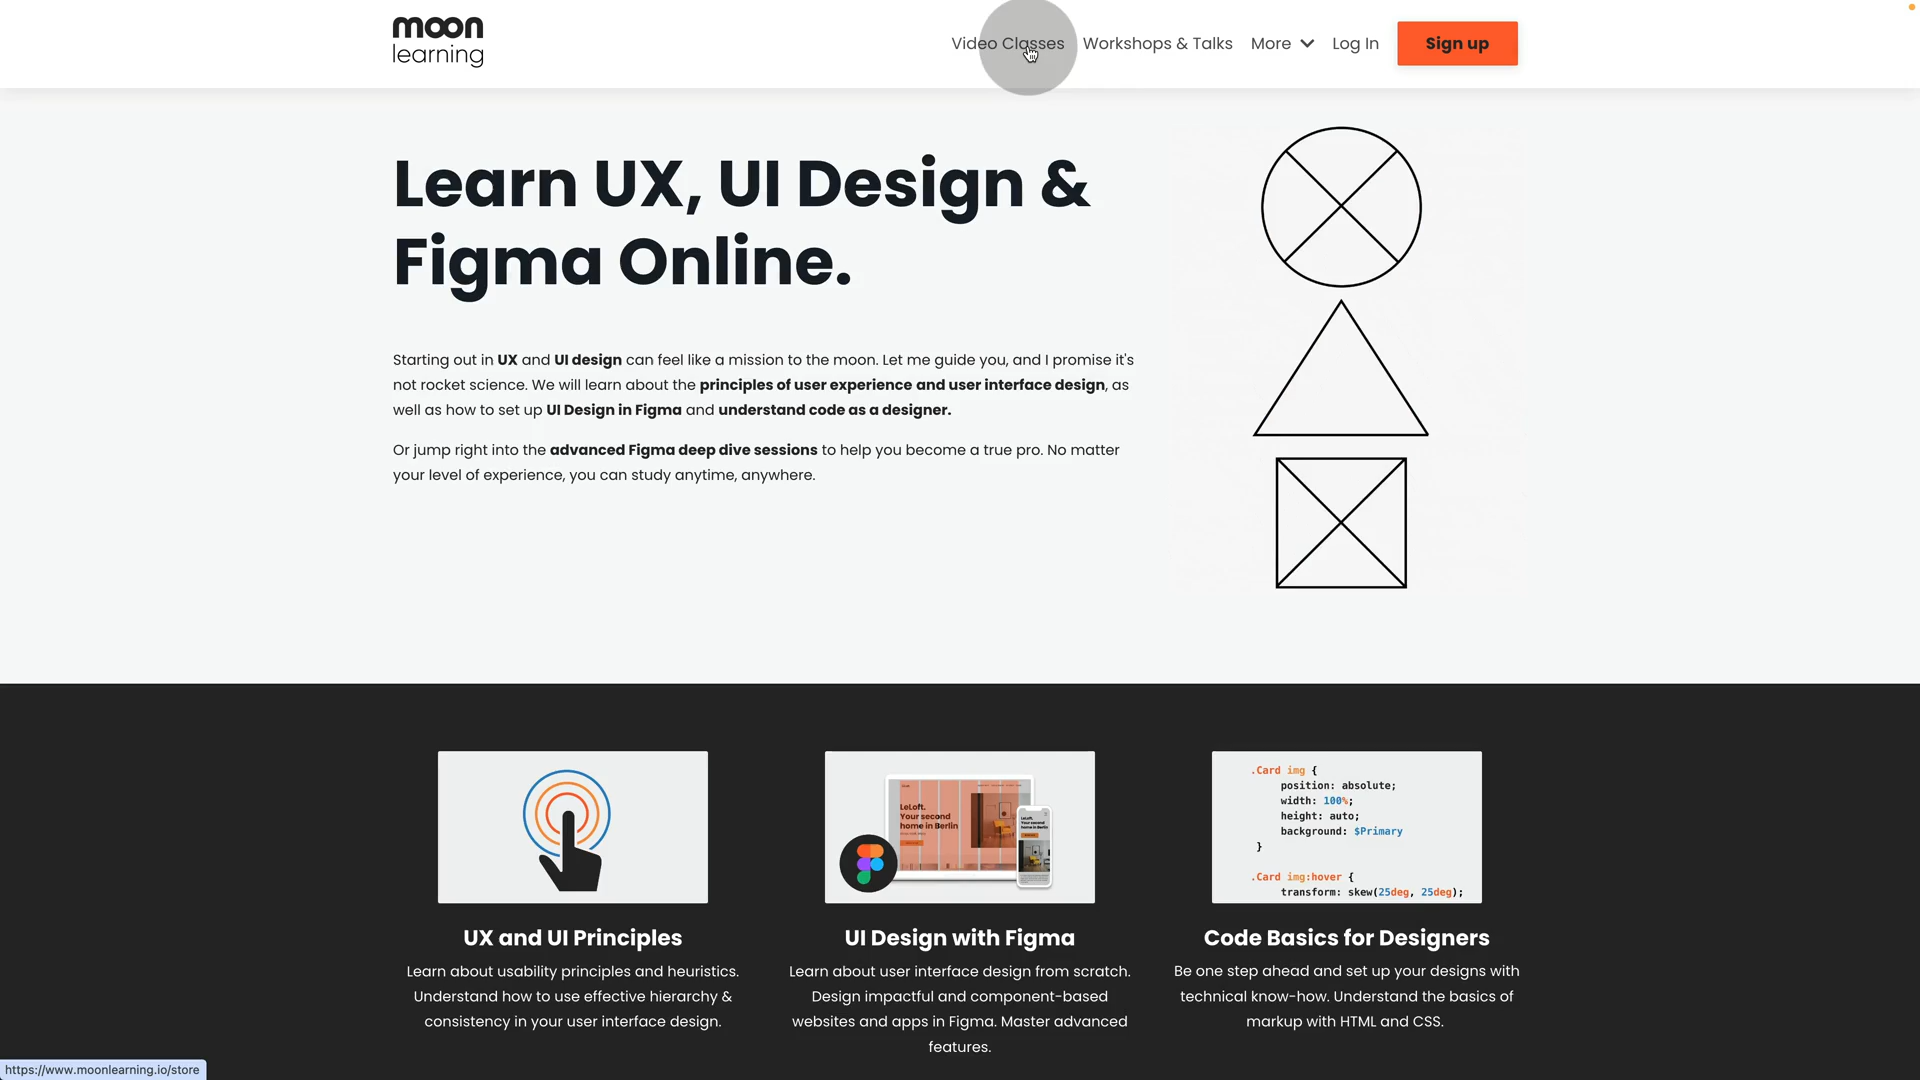 moon
learning
Video Classes
Workshops & Talks
More
Log In
Sign up
Learn UX, UI Design &
Figma Online.
Starting out in UX and UI design can feel like a mission to the moon. Let me guide you, and I promise it's
not rocket science. We will learn about the principles of user experience and user interface design, as
well as how to set up UI Design in Figma and understand code as a designer.
Or jump right into the advanced Figma deep dive sessions to help you become a true pro. No matter
your level of experience, you can study anytime, anywhere.
LeLoft.
Your second
home in Berlin
LeLoft.
Your second
home in Berlin
.Card img {
position: absolute;
width: 100%;
height: auto;
background: $Primary
}
.Card img:hover {
transform: skew(25deg, 25deg);
UX and UI Principles
Learn about usability principles and heuristics.
Understand how to use effective hierarchy &
consistency in your user interface design.
UI Design with Figma
Learn about user interface design from scratch.
Design impactful and component-based
websites and apps in Figma. Master advanced
features.
Code Basics for Designers
Be one step ahead and set up your designs with
technical know-how. Understand the basics of
markup with HTML and CSS.
https://www.moonlearning.io/store